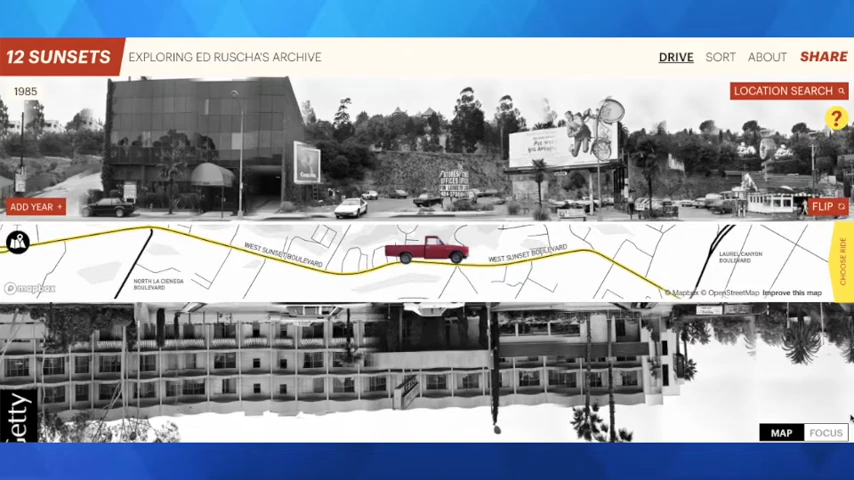 12 SUNSETS
EXPLORING ED RUSCHA'S ARCHIVE
DRIVE
SORT
ABOUT
SHARE
1985
LOCATION SEARCH
?
ADD YEAR +
FLIP
WEST SUNSET BOULEVARD
WEST SUNSET BOULEVARD
LAUREL CANYON
BOULEVARD
NORTH LA CIENEGA
BOULEVARD
CHOOSE RIDE
mapbox
© Mapbox © OpenStreetMap Improve this map
Getty
MAP
FOCUS